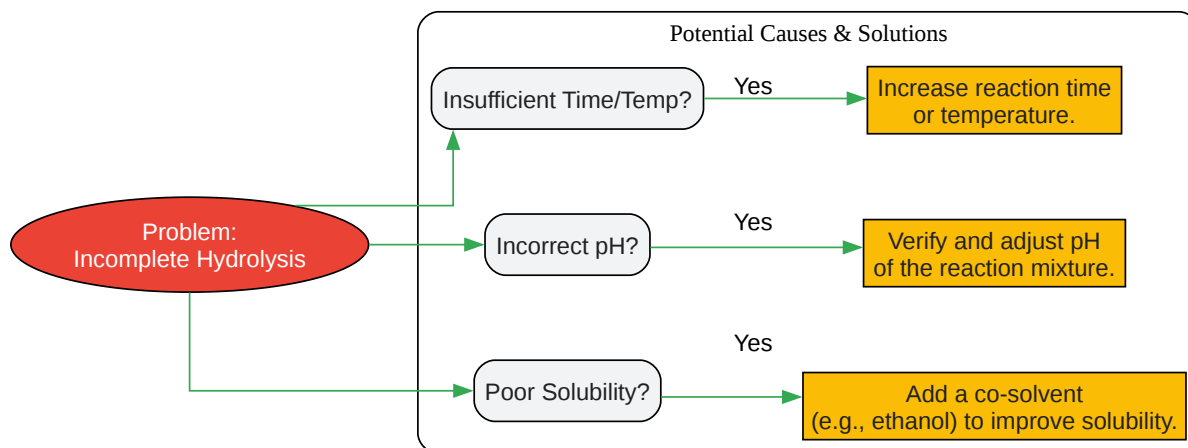 Potential Causes & Solutions
Insufficient Time/Temp?
Yes
Increase reaction time
or temperature.
Problem:
Incomplete Hydrolysis
Incorrect pH?
Yes
Verify and adjust pH
of the reaction mixture.
Poor Solubility?
Yes
Add a co-solvent
(e.g., ethanol) to improve solubility.